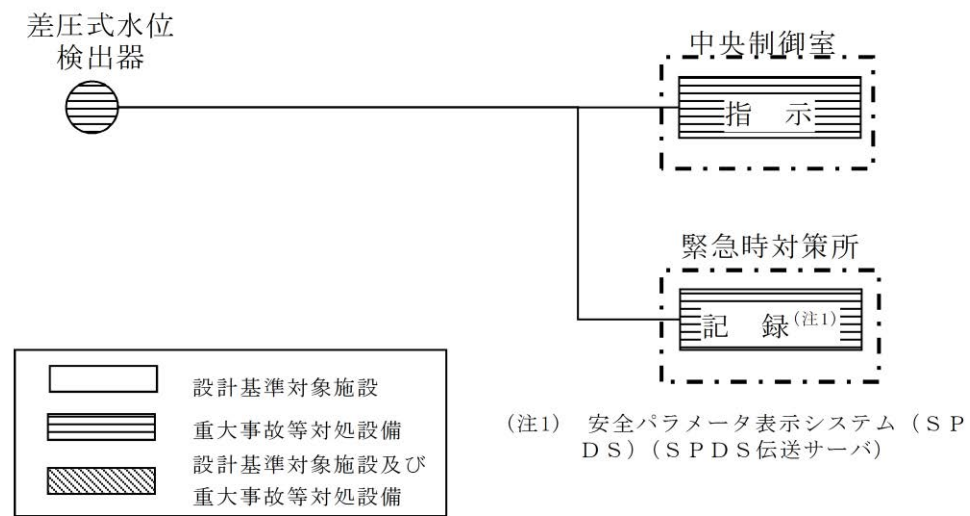 差圧式水位
検出器
中央制御室
指 示
緊急時対策所
記 録(注1)
設計基準対象施設
重大事故等対処設備
設計基準対象施設及び
重大事故等対処設備
(注1) 安全パラメータ表示システム(SP
DS)(SPDS伝送サーバ)